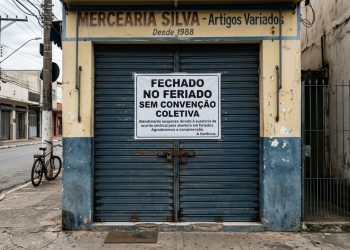 MERCEARIA SILVA - Artigos Variados
Desde 1988
FECHADO
NO FERIADO
SEM CONVENÇÃO
COLETIVA
Atendimento suspenso devido à ausência de
acordo sindical para abertura em feriados.
Agradecemos a compreensão.
A Gerência.